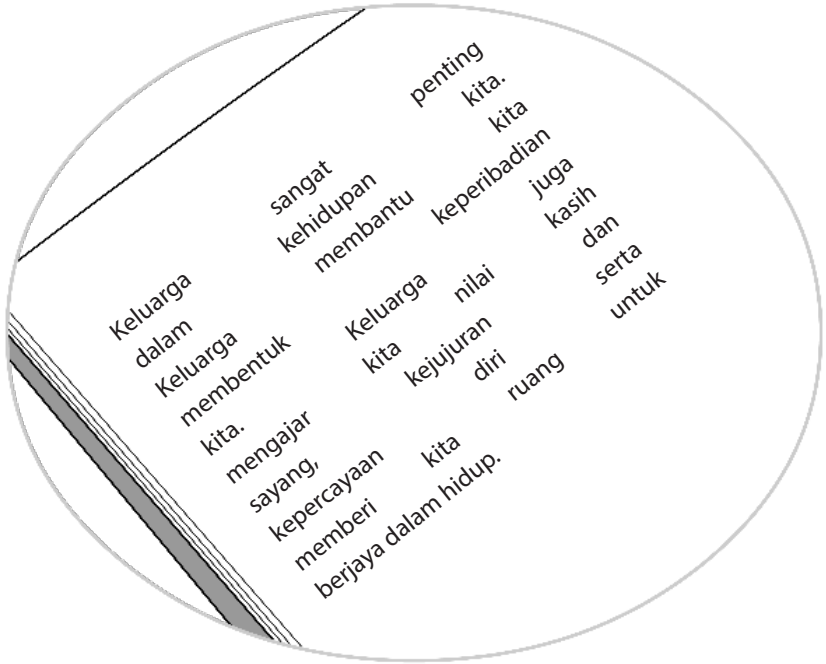 Keluarga sangat penting
dalam kehidupan kita.
Keluarga membantu kita
membentuk keperibadian
kita. Keluarga juga
mengajar kita nilai kasih
sayang, kejujuran dan
kepercayaan diri serta
memberi kita ruang untuk
berjaya dalam hidup.